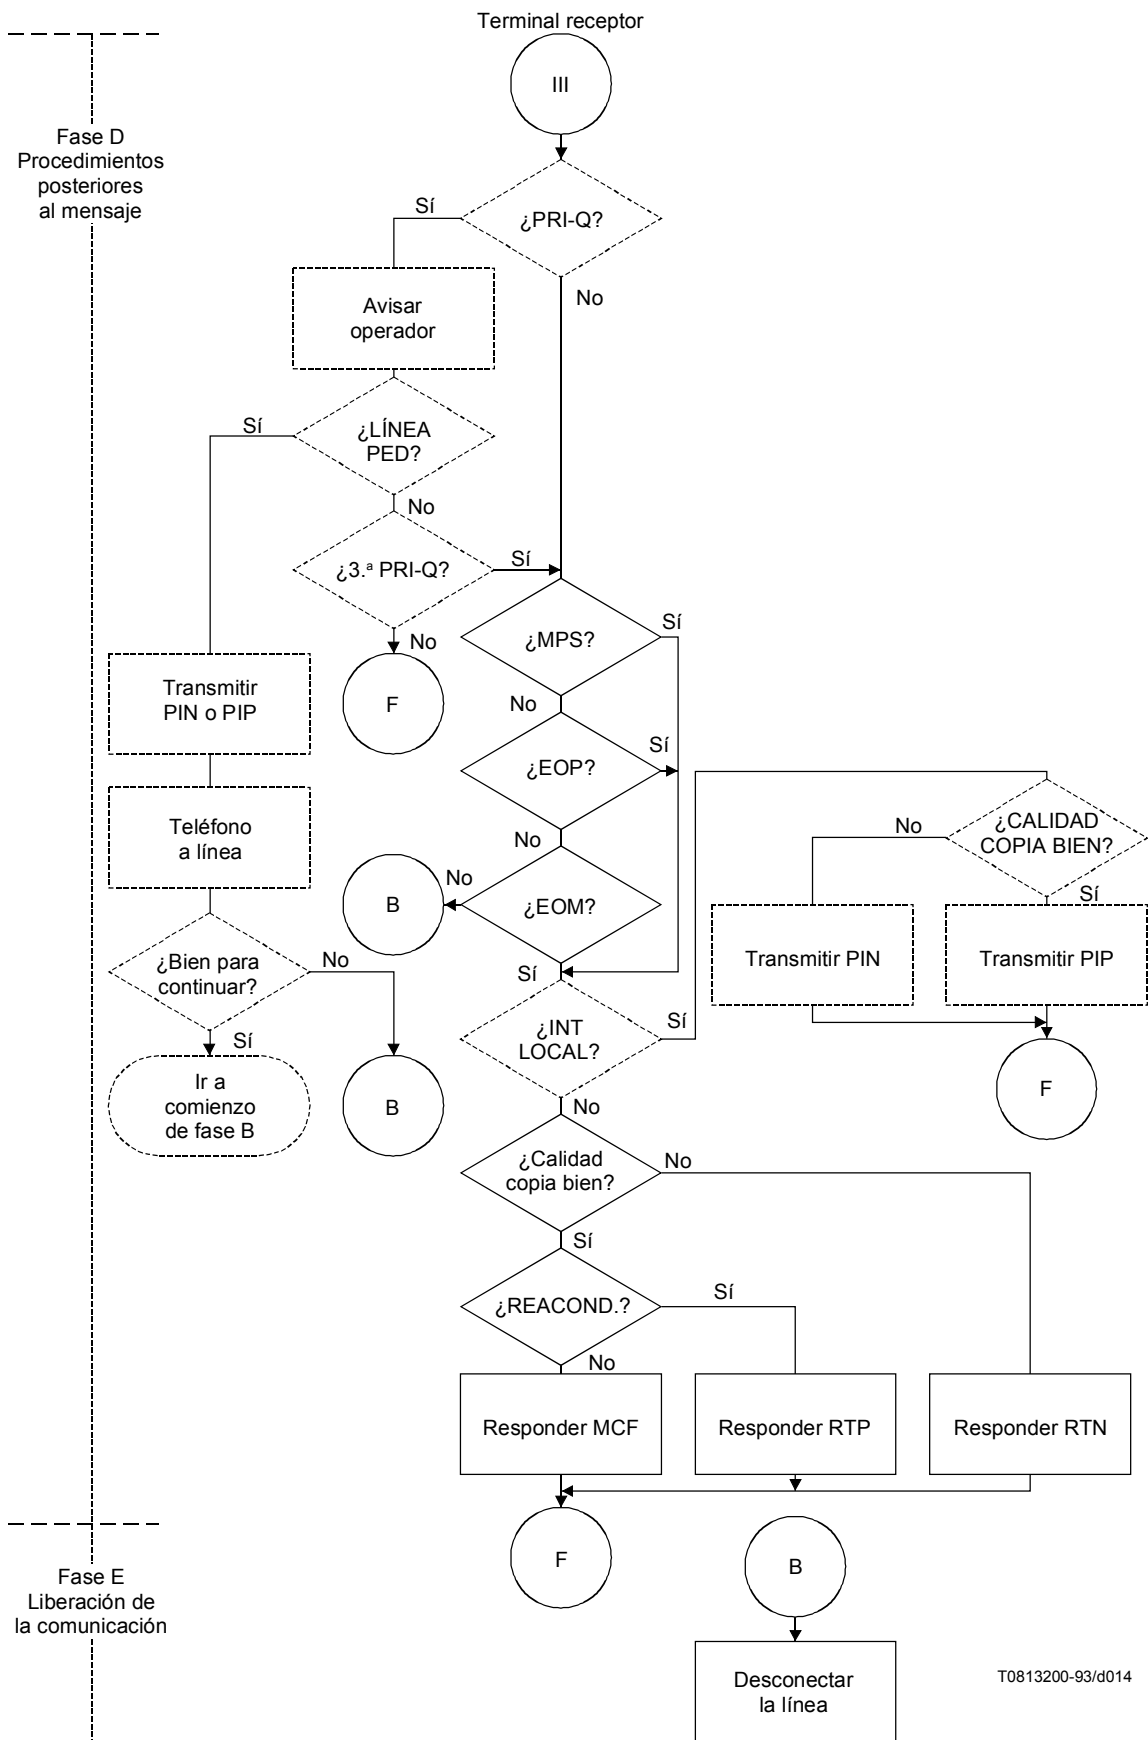 Terminal receptor
III
Fase D
Procedimientos
posteriores
al mensaje
¿PRI-Q?
Sí
No
Avisar
operador
¿LÍNEA
PED?
Sí
No
¿3.ª PRI-Q?
Sí
No
¿MPS?
Sí
No
Transmitir
PIN o PIP
F
¿EOP?
Sí
No
Teléfono
a línea
¿CALIDAD
COPIA BIEN?
No
Sí
B
No
¿EOM?
Sí
¿Bien para
continuar?
No
Sí
Transmitir PIN
Transmitir PIP
¿INT
LOCAL?
Sí
No
Ir a
comienzo
de fase B
B
F
¿Calidad
copia bien?
No
Sí
¿REACOND.?
Sí
No
Responder MCF
Responder RTP
Responder RTN
F
B
Fase E
Liberación de
la comunicación
Desconectar
la línea
T0813200-93/d014